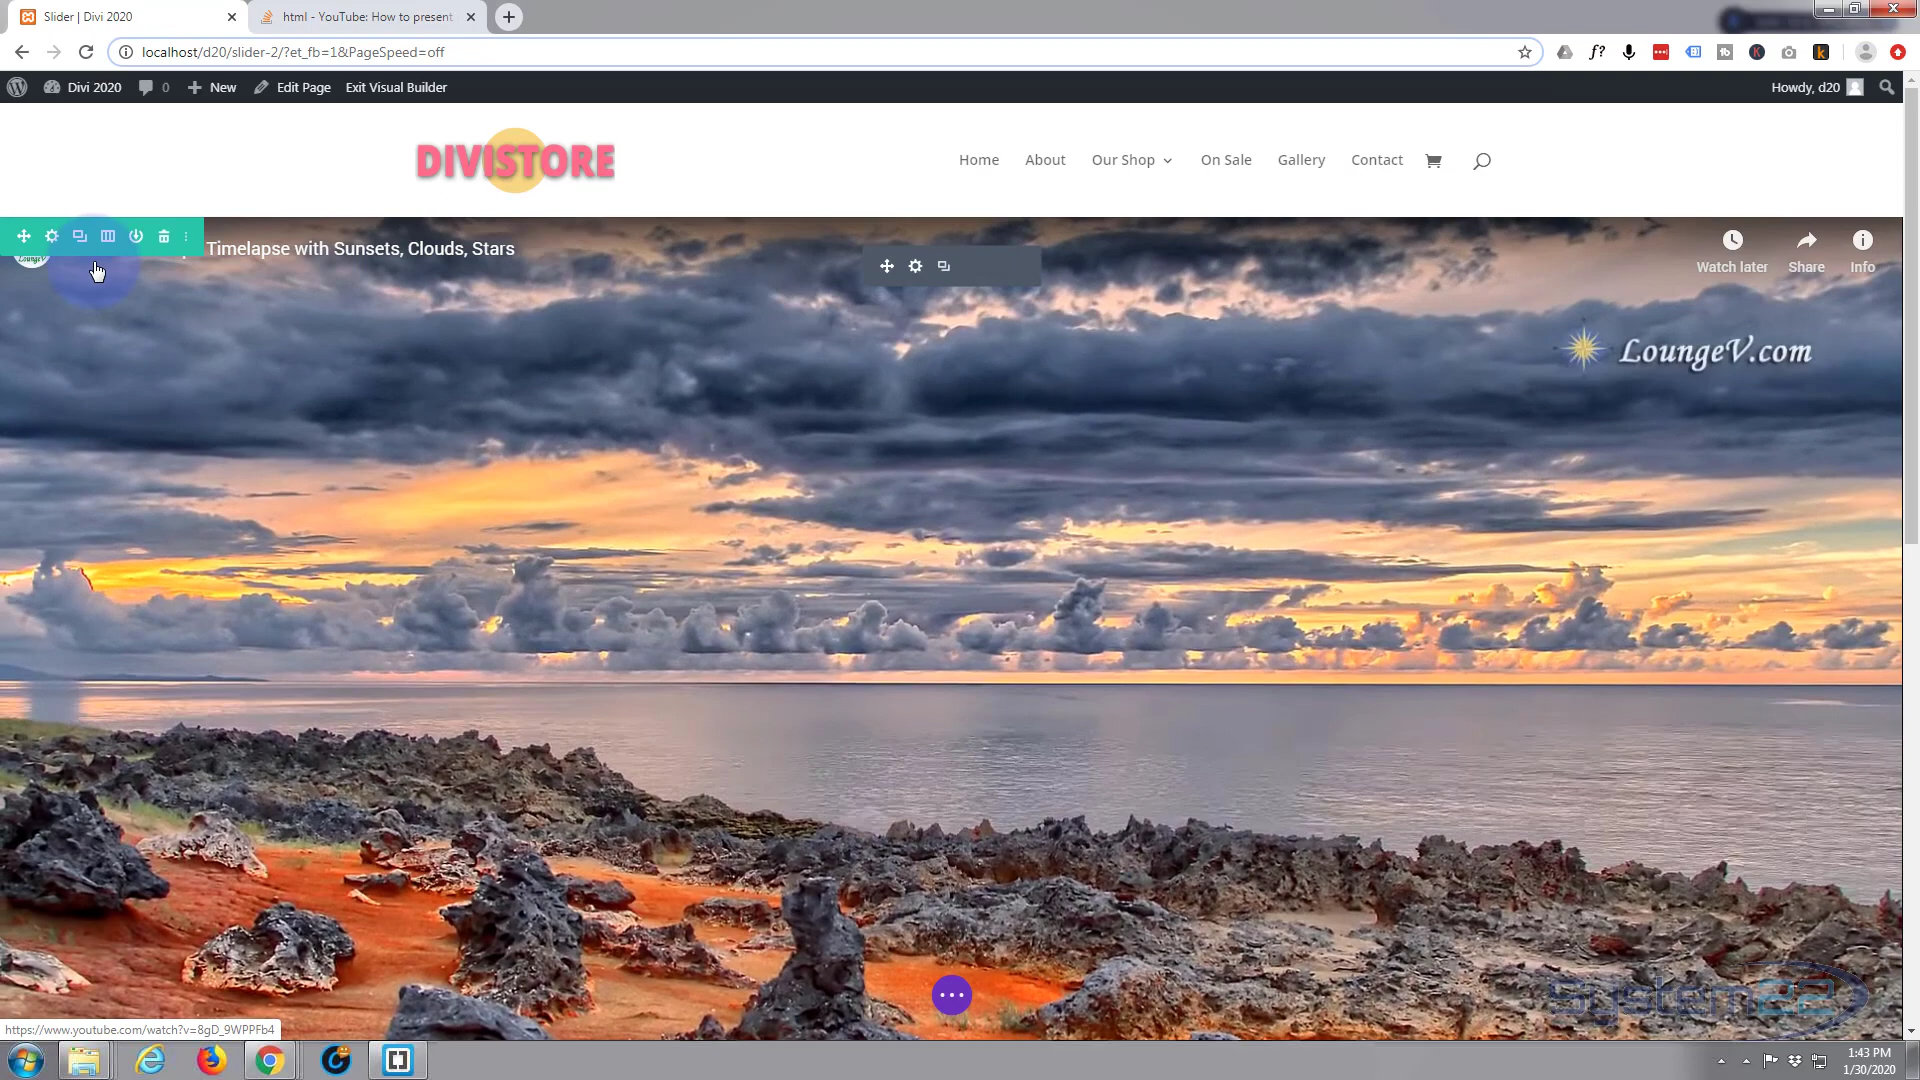 Slider | Divi 2020
html - YouTube: How to present
localhost/d20/slider-2/?et_fb=1&PageSpeed=off
Divi 2020
0
New
Edit Page
Exit Visual Builder
Howdy, d20
DIVISTORE
Home
About
Our Shop
On Sale
Gallery
Contact
Timelapse with Sunsets, Clouds, Stars
Watch later
Share
Info
LoungeV.com
System22
https://www.youtube.com/watch?v=8gD_9WPPFb4
1:43 PM
1/30/2020